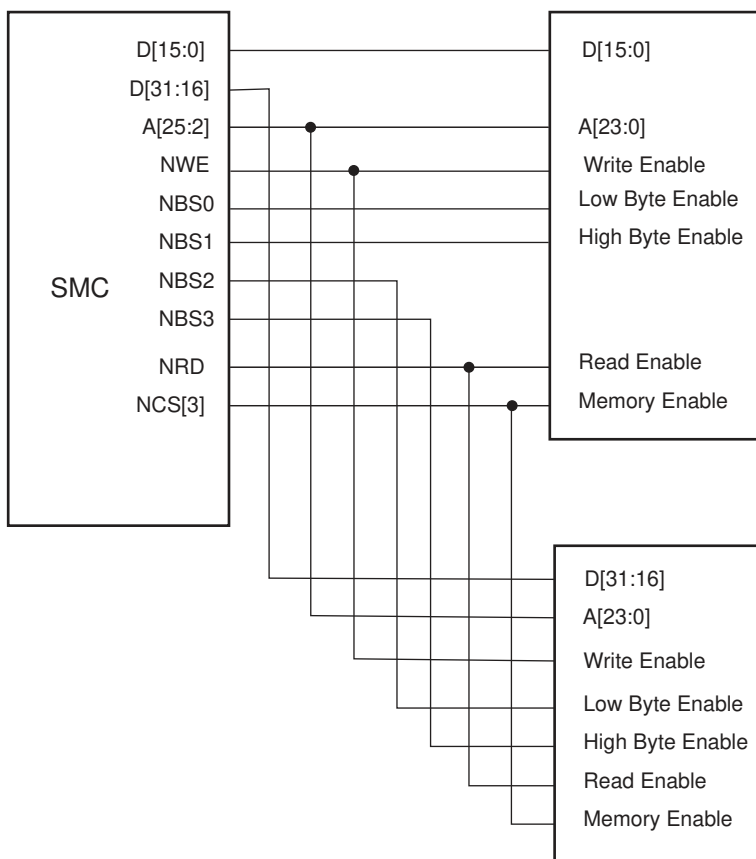 D[15:0]
D[31:16]
A[25:2]
NWE
NBS0
NBS1
NBS2
NBS3
NRD
NCS[3]
SMC
D[15:0]
A[23:0]
Write Enable
Low Byte Enable
High Byte Enable
Read Enable
Memory Enable
D[31:16]
A[23:0]
Write Enable
Low Byte Enable
High Byte Enable
Read Enable
Memory Enable